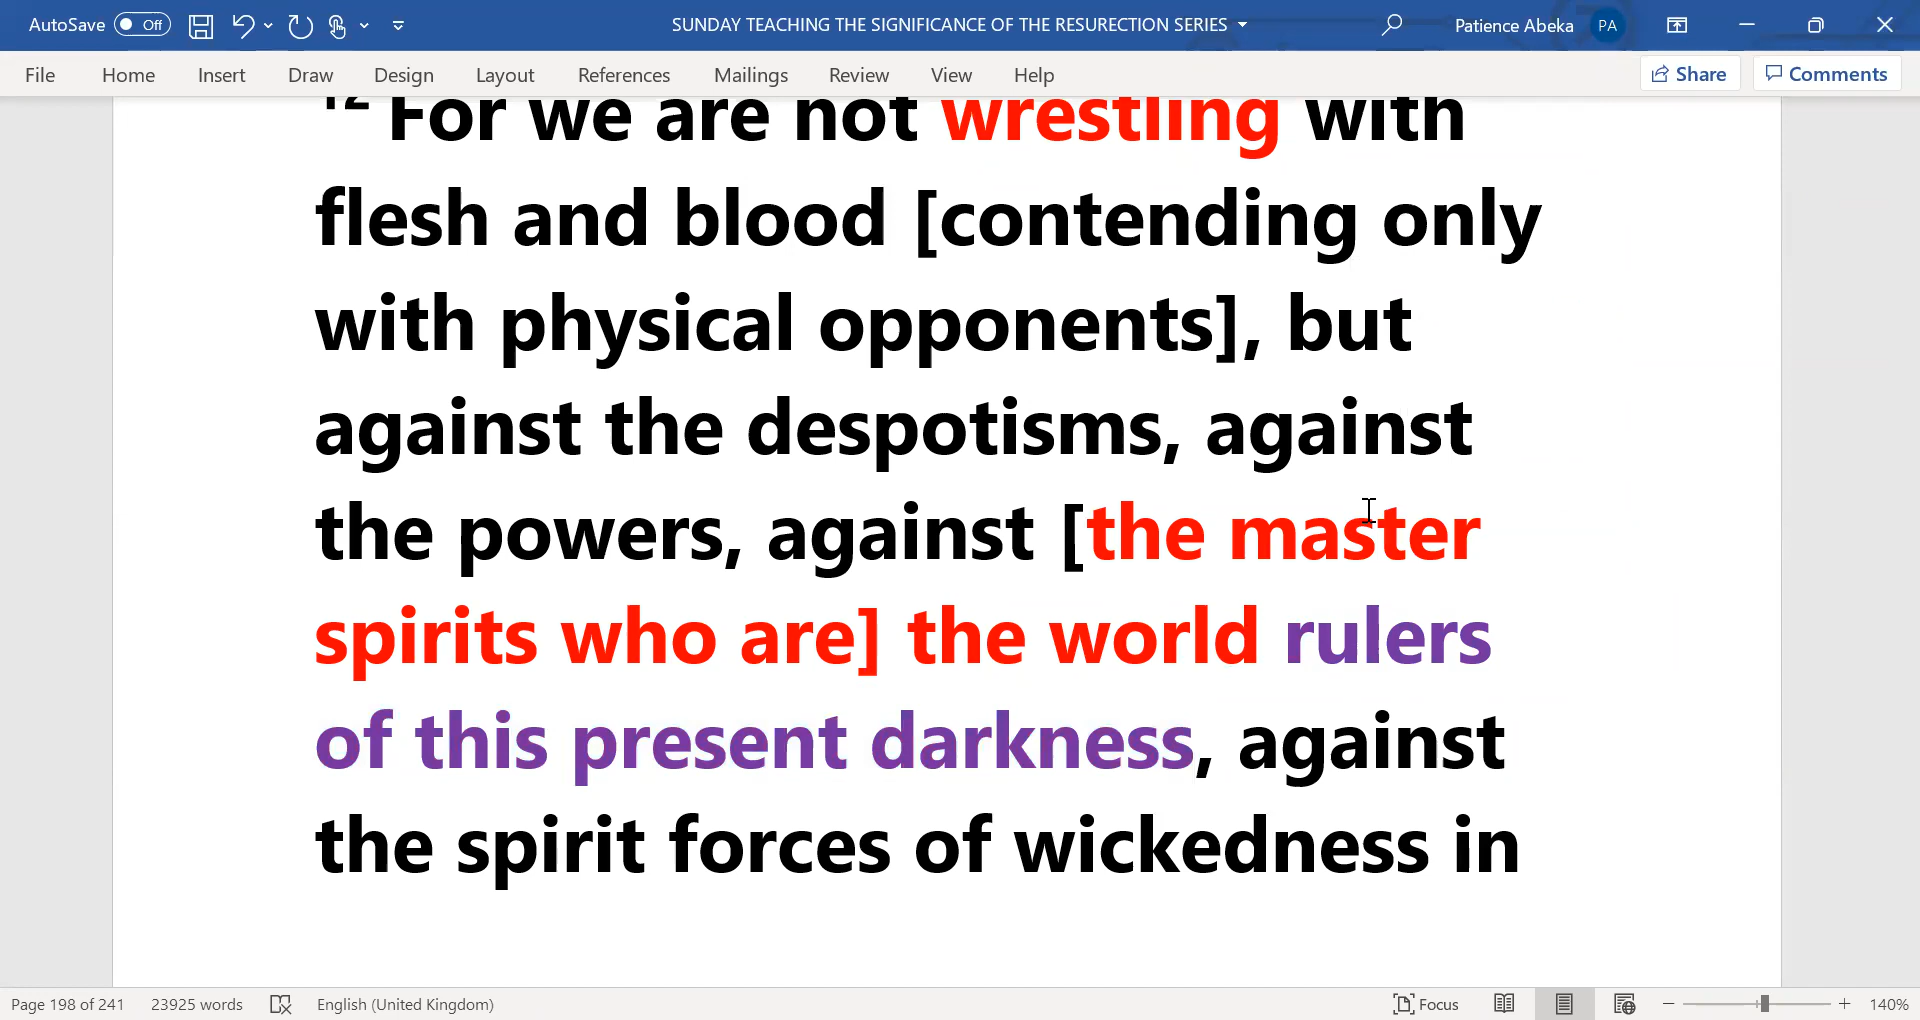 AutoSave Off SUNDAY TEACHING THE SIGNIFICANCE OF THE RESURECTION SERIES Patience Abeka PA
File Home Insert Draw Design Layout References Mailings Review View Help Share Comments
12 For we are not wrestling with
flesh and blood [contending only
with physical opponents], but
against the despotisms, against
the powers, against [the master
spirits who are] the world rulers
of this present darkness, against
the spirit forces of wickedness in
Page 198 of 241 23925 words English (United Kingdom) Focus 140%